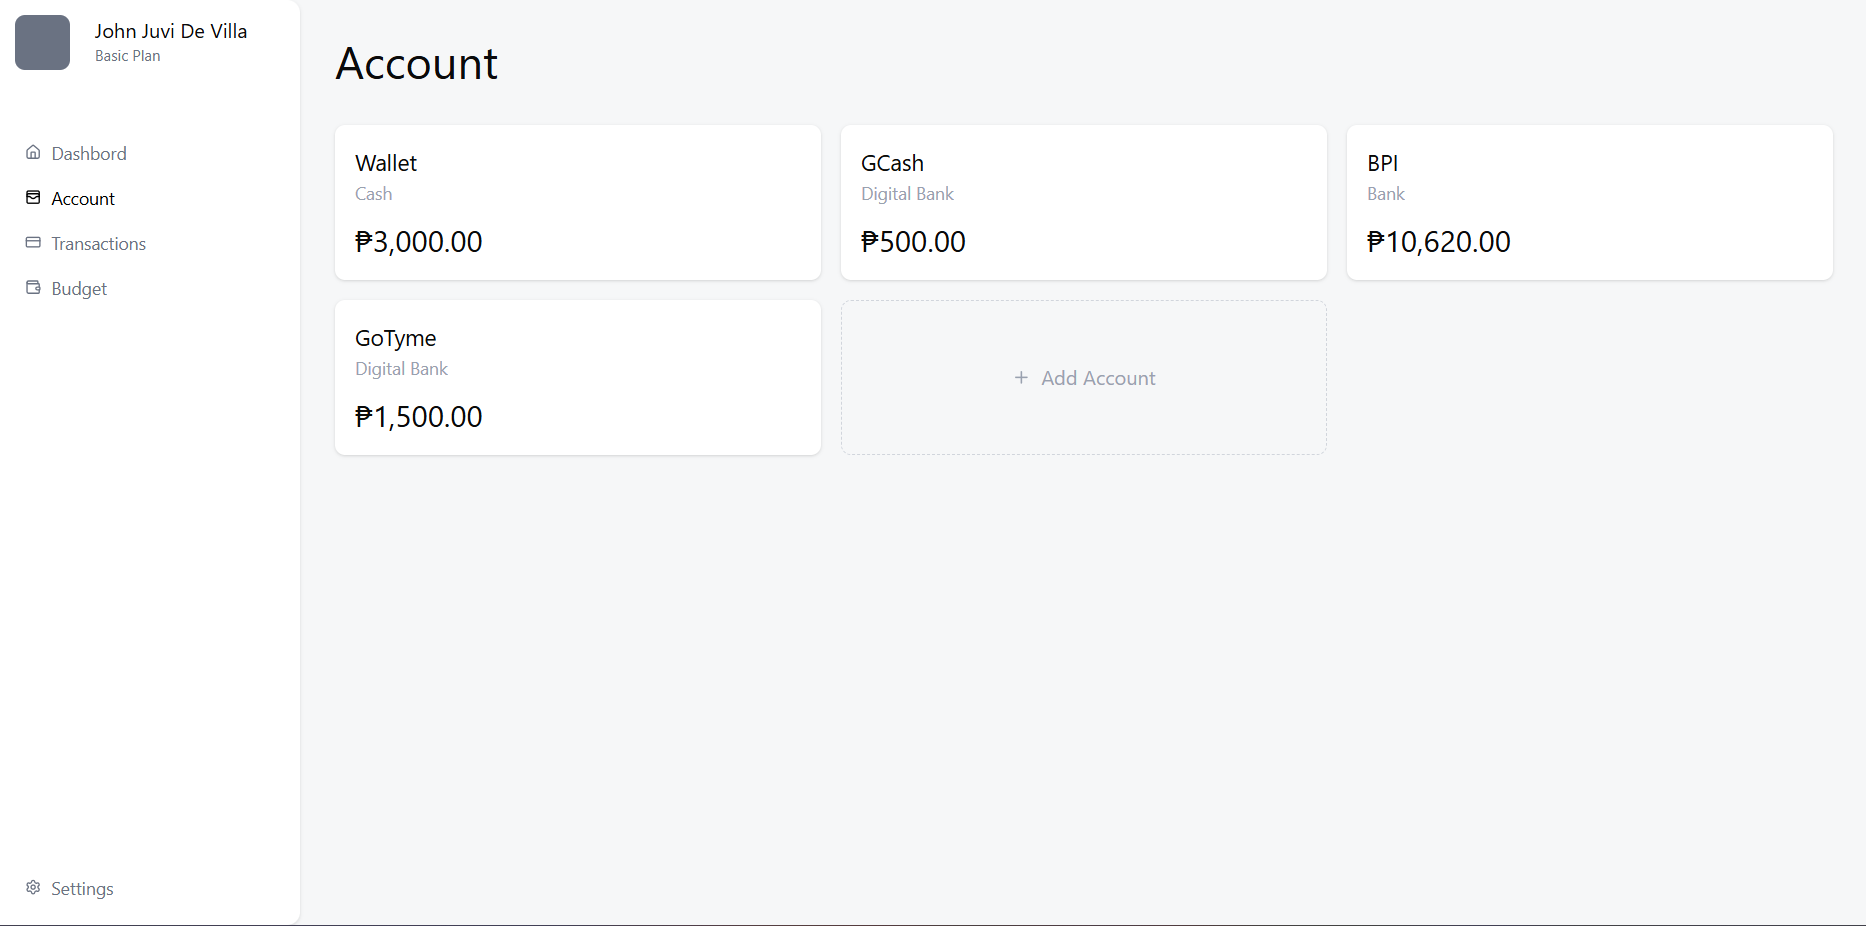 John Juvi De Villa
Basic Plan
Dashbord
Account
Transactions
Budget
Settings
Account
Wallet
Cash
₱3,000.00
GCash
Digital Bank
₱500.00
BPI
Bank
₱10,620.00
GoTyme
Digital Bank
₱1,500.00
+ Add Account